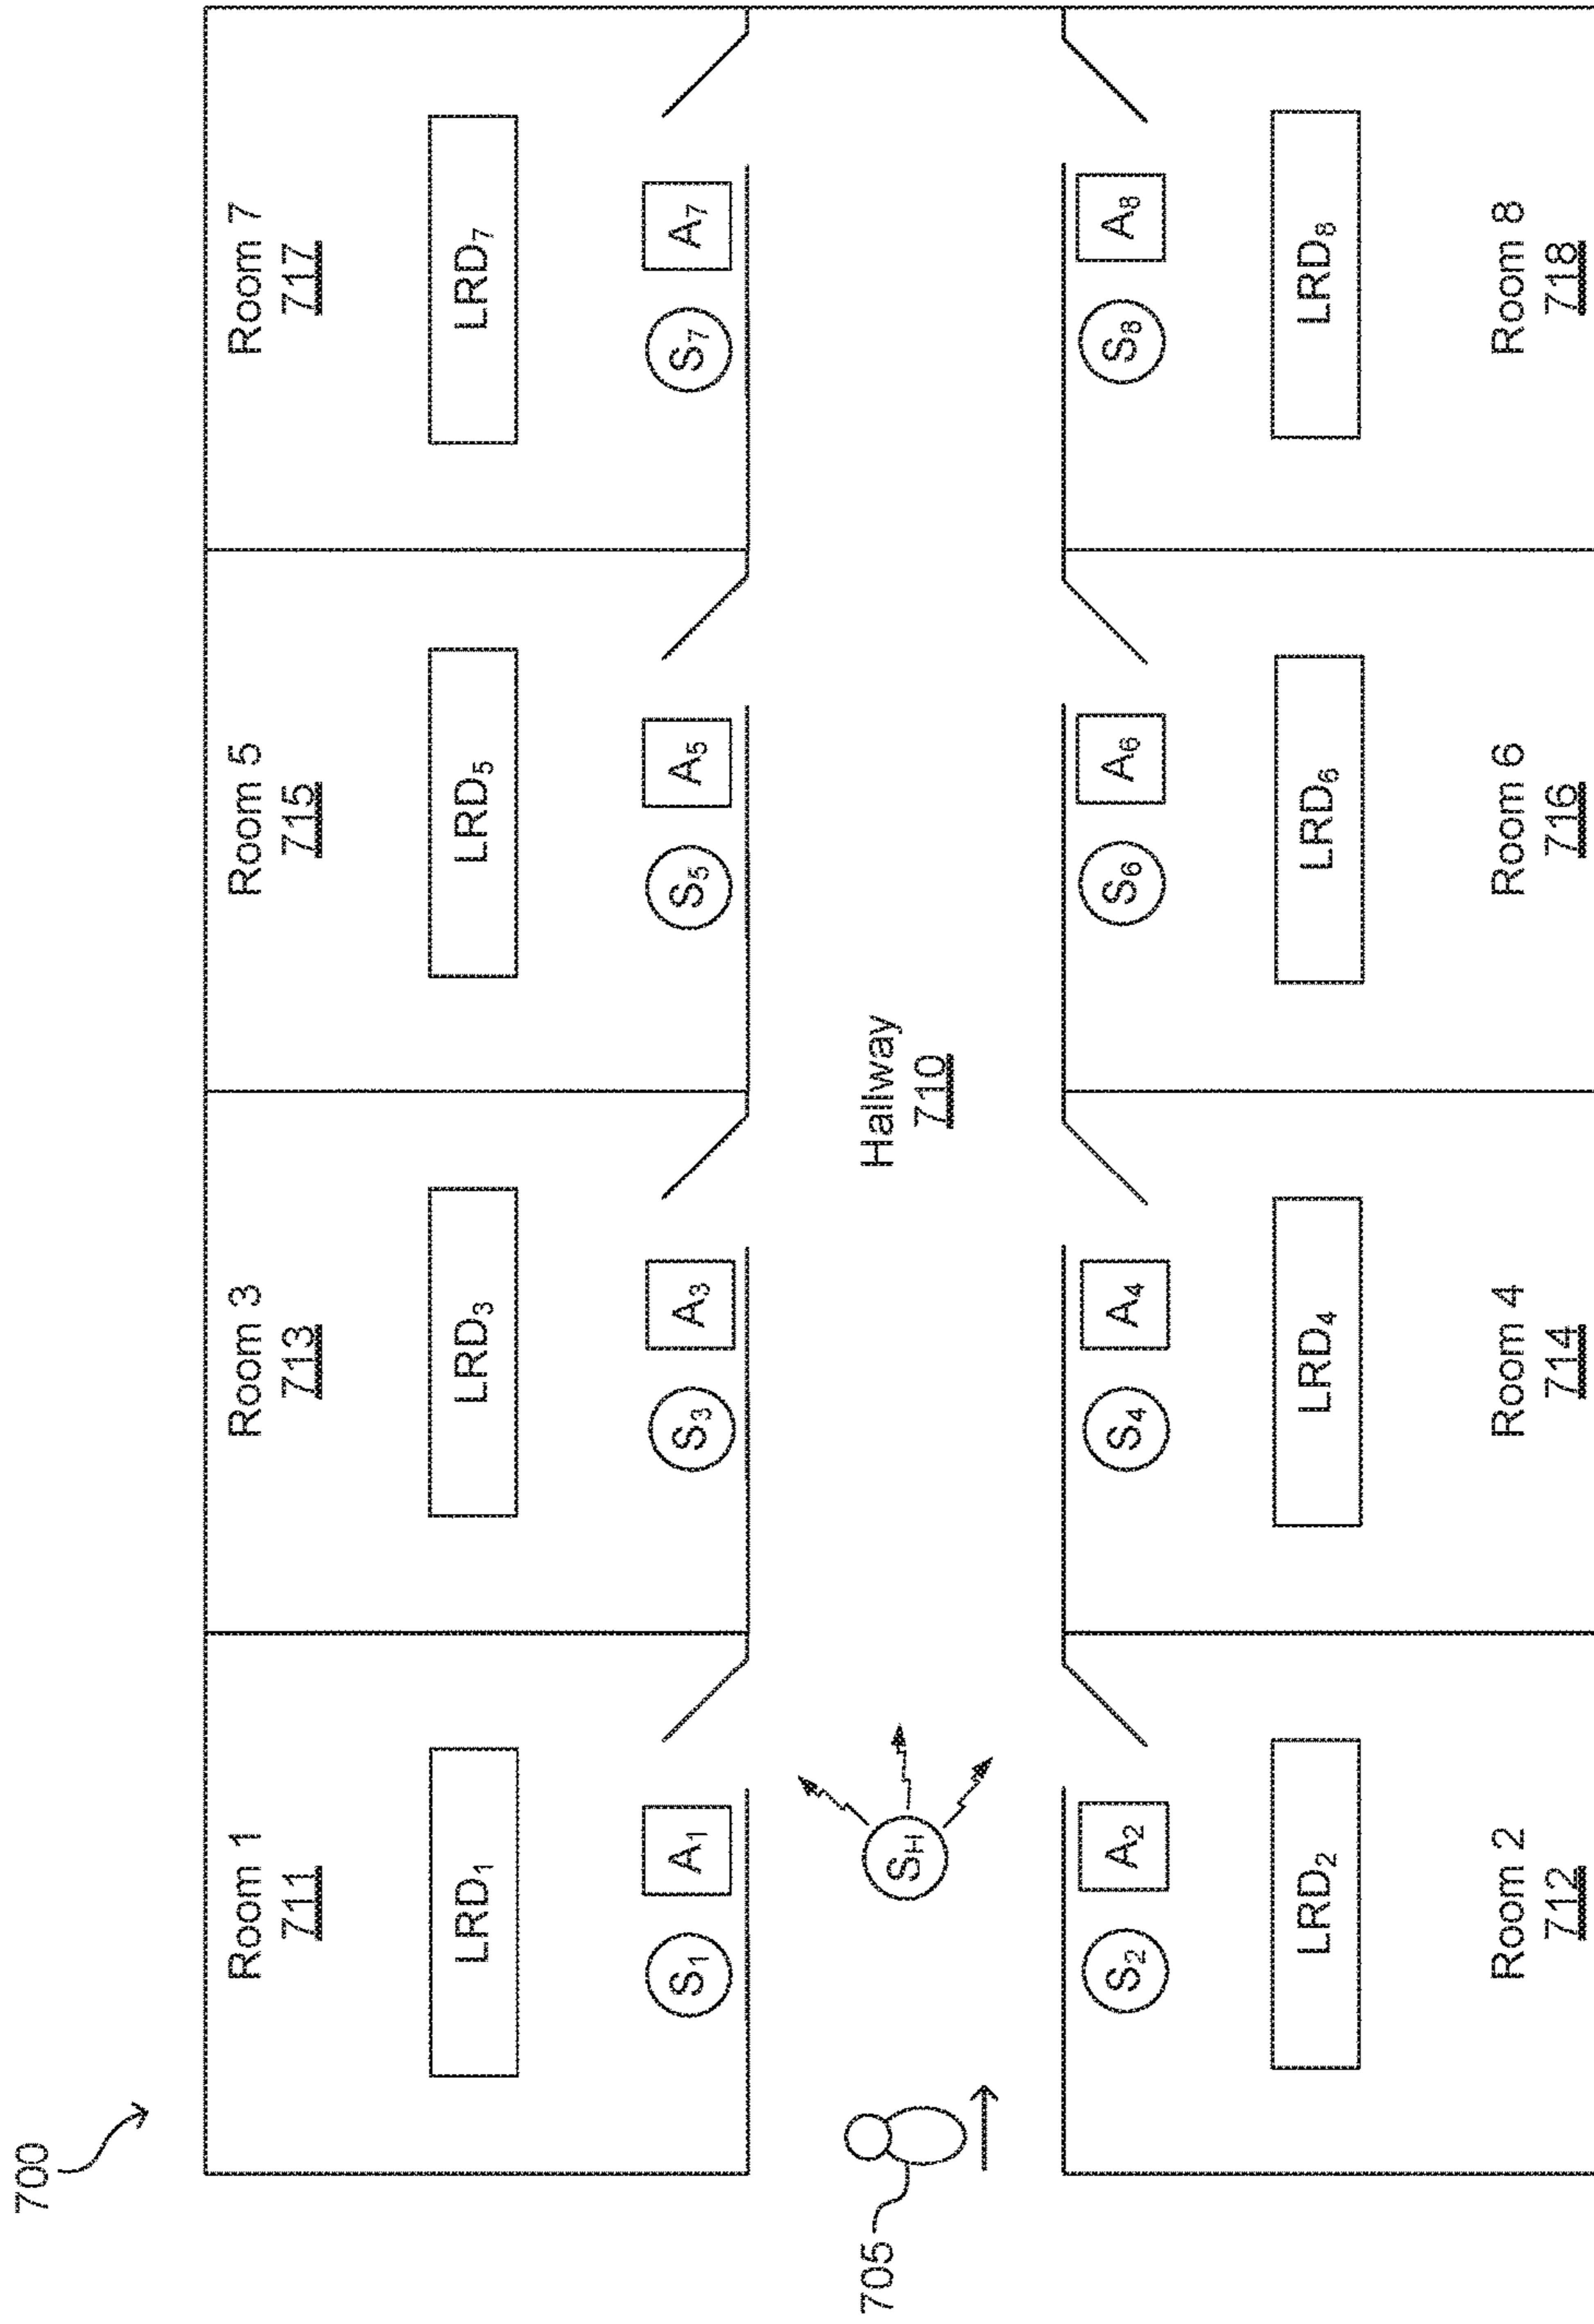 700
Room 1
711
LRD₁
S₁
A₁
Room 3
713
LRD₃
S₃
A₃
Room 5
715
LRD₅
S₅
A₅
Room 7
717
LRD₇
S₇
A₇
705
S_H
Hallway
710
S₂
A₂
LRD₂
Room 2
712
S₄
A₄
LRD₄
Room 4
714
S₆
A₆
LRD₆
Room 6
716
S₈
A₈
LRD₈
Room 8
718